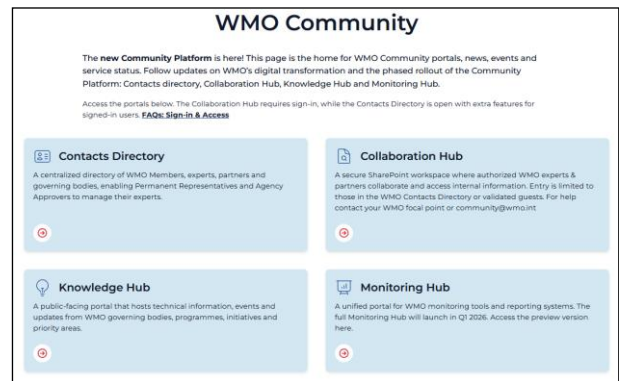 WMO Community
The new Community Platform is here! This page is the home for WMO Community portals, news, events and
service status. Follow updates on WMO's digital transformation and the phased rollout of the Community
Platform: Contacts directory, Collaboration Hub, Knowledge Hub and Monitoring Hub.
Access the portals below. The Collaboration Hub requires sign-in, while the Contacts Directory is open with extra features for
signed-in users. FAQs: Sign-in & Access
Contacts Directory
A centralized directory of WMO Members, experts, partners and
governing bodies, enabling Permanent Representatives and Agency
Approvers to manage their experts.
Collaboration Hub
A secure SharePoint workspace where authorized WMO experts &
partners collaborate and access internal information. Entry is limited to
those in the WMO Contacts Directory or validated guests. For help
contact your WMO focal point or community@wmo.int
Knowledge Hub
A public-facing portal that hosts technical information, events and
updates from WMO governing bodies, programmes, initiatives and
priority areas.
Monitoring Hub
A unified portal for WMO monitoring tools and reporting systems. The
full Monitoring Hub will launch in Q1 2026. Access the preview version
here.